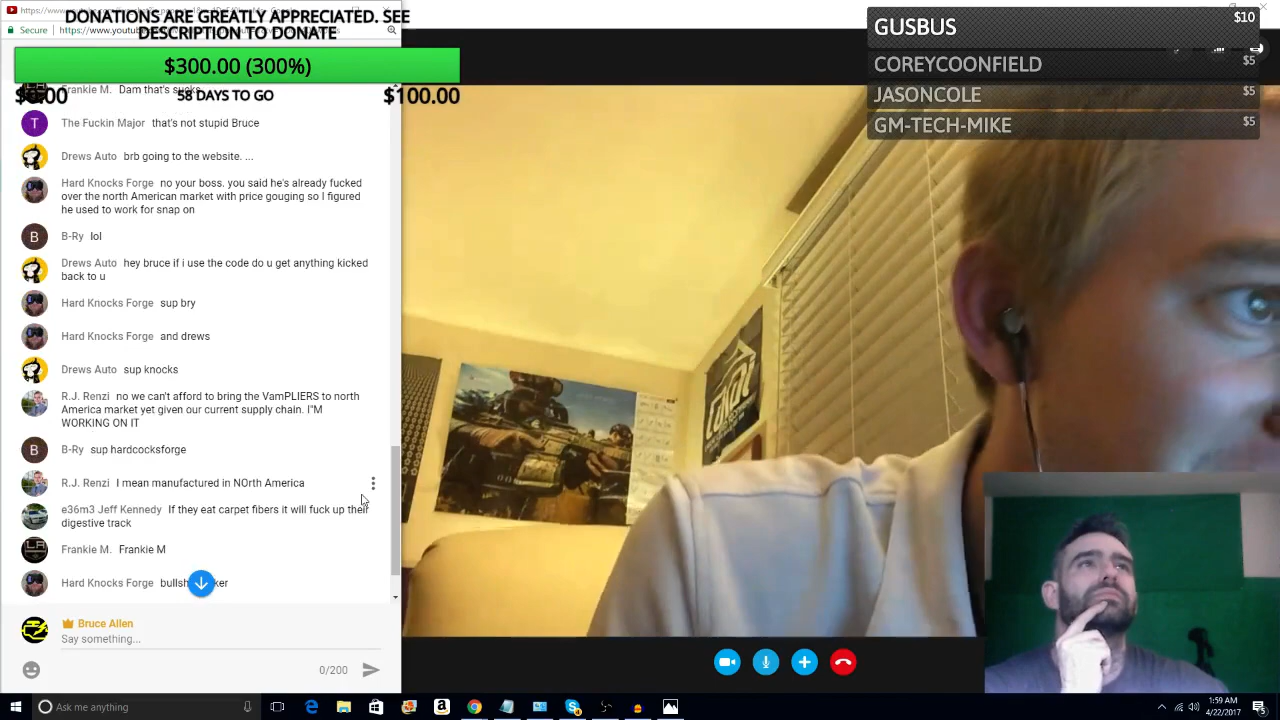 DONATIONS ARE GREATLY APPRECIATED. SEE
DESCRIPTION TO DONATE
Secure
https://www.youtube
$300.00 (300%)
$0.00
58 DAYS TO GO
$100.00
Frankie M. Dam that's sucks
T The Fuckin Major that's not stupid Bruce
Drews Auto brb going to the website. ...
Hard Knocks Forge no your boss. you said he's already fucked
over the north American market with price gouging so I figured
he used to work for snap on
B B-Ry lol
Drews Auto hey bruce if i use the code do u get anything kicked
back to u
Hard Knocks Forge sup bry
Hard Knocks Forge and drews
Drews Auto sup knocks
R.J. Renzi no we can't afford to bring the VamPLIERS to north
America market yet given our current supply chain. I"M
WORKING ON IT
B B-Ry sup hardcocksforge
R.J. Renzi I mean manufactured in NOrth America
e36m3 Jeff Kennedy If they eat carpet fibers it will fuck up their
digestive track
LA Frankie M. Frankie M
Hard Knocks Forge
Bruce Allen
Say something...
0/200
GUSBUS $10
COREYCOONFIELD $5
JASONCOLE $5
GM-TECH-MIKE $5
Ask me anything
1:59 AM
4/22/2017